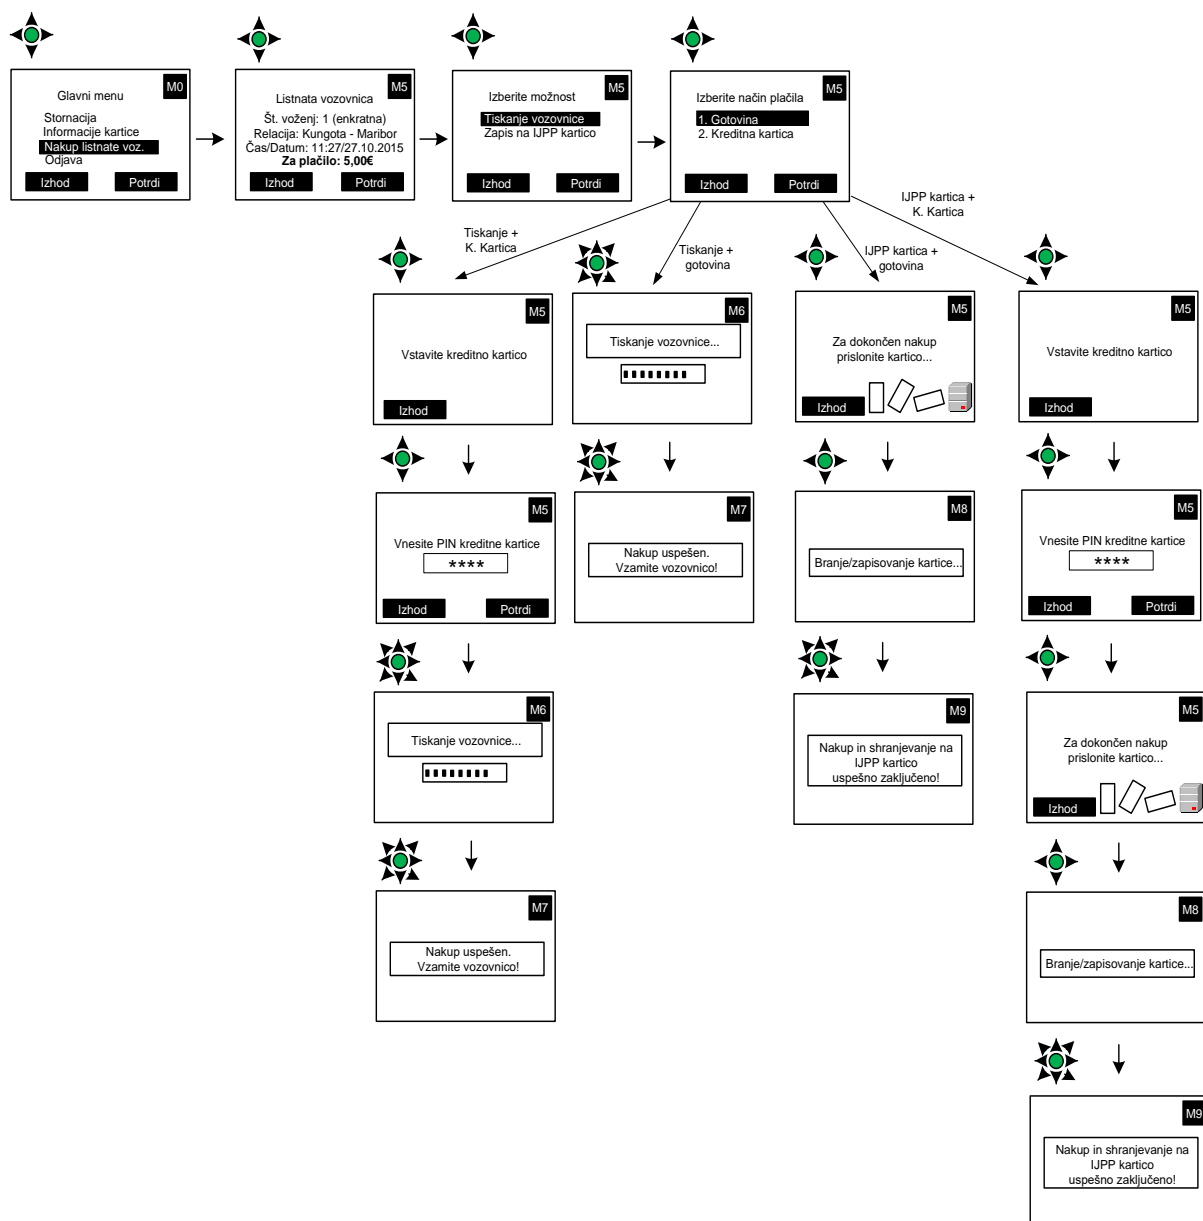 M0
Glavni menu
Stornacija
Informacije kartice
Nakup listnate voz.
Odjava
Izhod
Potrdi
M5
Listnata vozovnica
Št. voženj: 1 (enkratna)
Relacija: Kungota - Maribor
Čas/Datum: 11:27/27.10.2015
Za plačilo: 5,00€
Izhod
Potrdi
M5
Izberite možnost
Tiskanje vozovnice
Zapis na IJPP kartico
Izhod
Potrdi
M5
Izberite način plačila
1. Gotovina
2. Kreditna kartica
Izhod
Potrdi
Tiskanje +
K. Kartica
Tiskanje +
gotovina
IJPP kartica +
gotovina
IJPP kartica +
K. Kartica
M5
Vstavite kreditno kartico
Izhod
M5
Vnesite PIN kreditne kartice
****
Izhod
Potrdi
M6
Tiskanje vozovnice...
M7
Nakup uspešen.
Vzamite vozovnico!
M6
Tiskanje vozovnice...
M7
Nakup uspešen.
Vzamite vozovnico!
M5
Za dokončen nakup
prislonite kartico...
Izhod
M8
Branje/zapisovanje kartice...
M9
Nakup in shranjevanje na
IJPP kartico
uspešno zaključeno!
M5
Vstavite kreditno kartico
Izhod
M5
Vnesite PIN kreditne kartice
****
Izhod
Potrdi
M5
Za dokončen nakup
prislonite kartico...
Izhod
M8
Branje/zapisovanje kartice...
M9
Nakup in shranjevanje na
IJPP kartico
uspešno zaključeno!